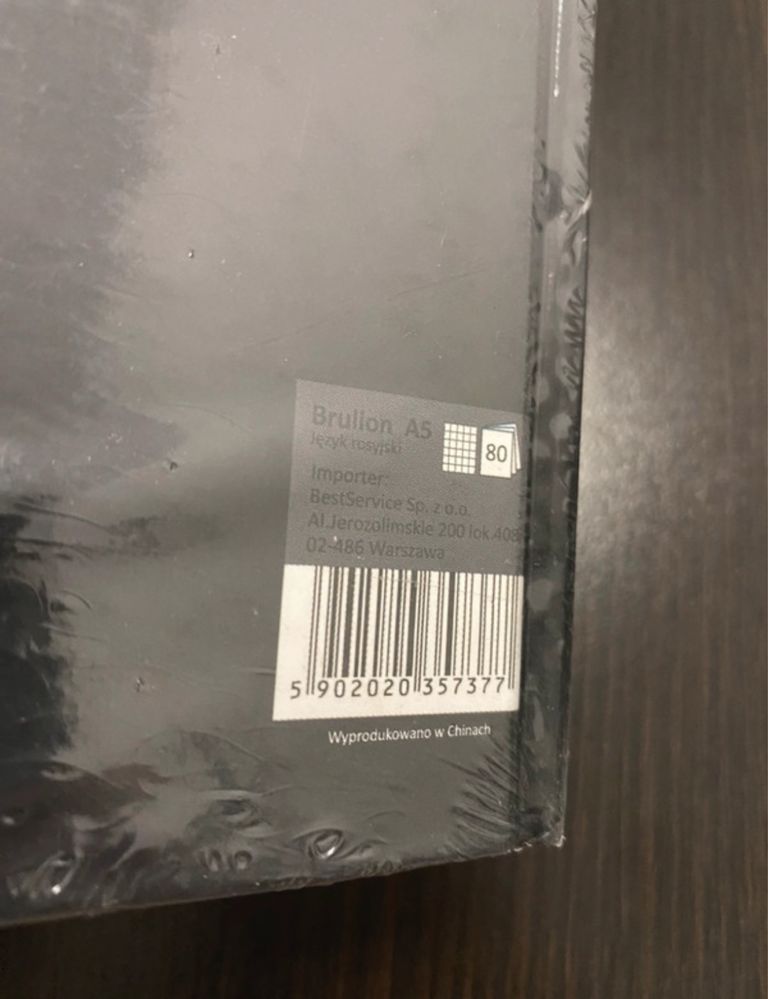 Brulion A5
Język rosyjski
80
Importer:
BestService Sp. z o.o.
Al.Jerozolimskie 200 lok.408
02-486 Warszawa
5 902020 357377
Wyprodukowano w Chinach